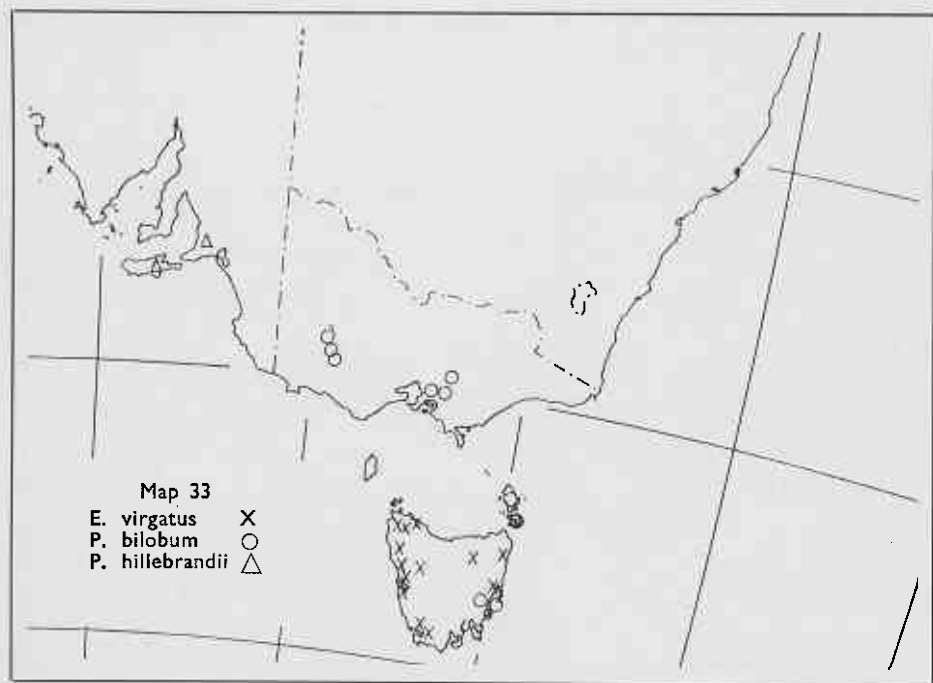 Map 33
E. virgatus X
P. bilobum ○
P. hillebrandii △